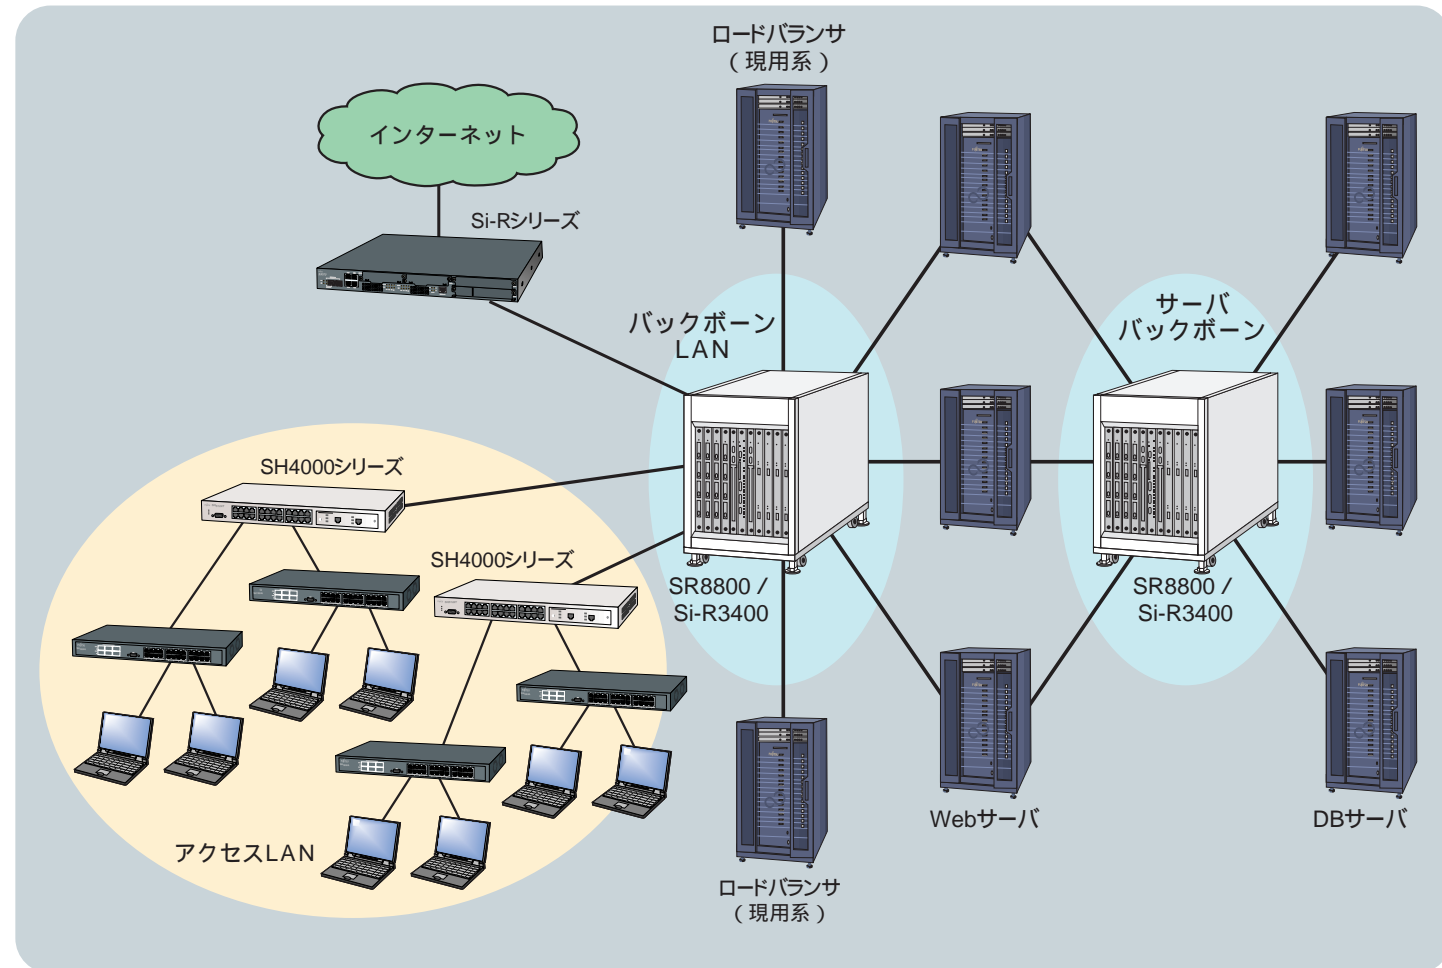 ロードバランサ
( 現用系 )
インターネット
Si-Rシリーズ
バックボーン
LAN
サーバ
バックボーン
SH4000シリーズ
SH4000シリーズ
SR8800 /
Si-R3400
SR8800 /
Si-R3400
アクセスLAN
Webサーバ
DBサーバ
ロードバランサ
( 現用系 )